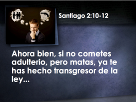 Santiago 2:10-12
Ahora bien, si no cometes
adulterio, pero matas, ya te
has hecho transgresor de la
ley...